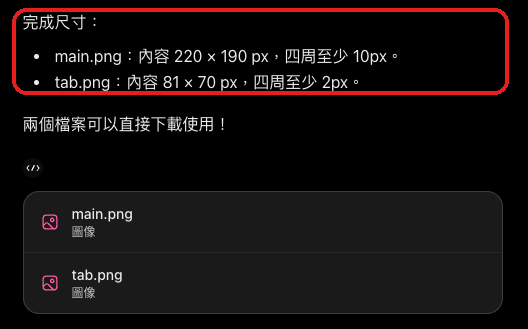 完成尺寸：
• main.png：內容 220 × 190 px，四周至少 10px。
• tab.png：內容 81 × 70 px，四周至少 2px。
兩個檔案可以直接下載使用！
main.png
圖像
tab.png
圖像